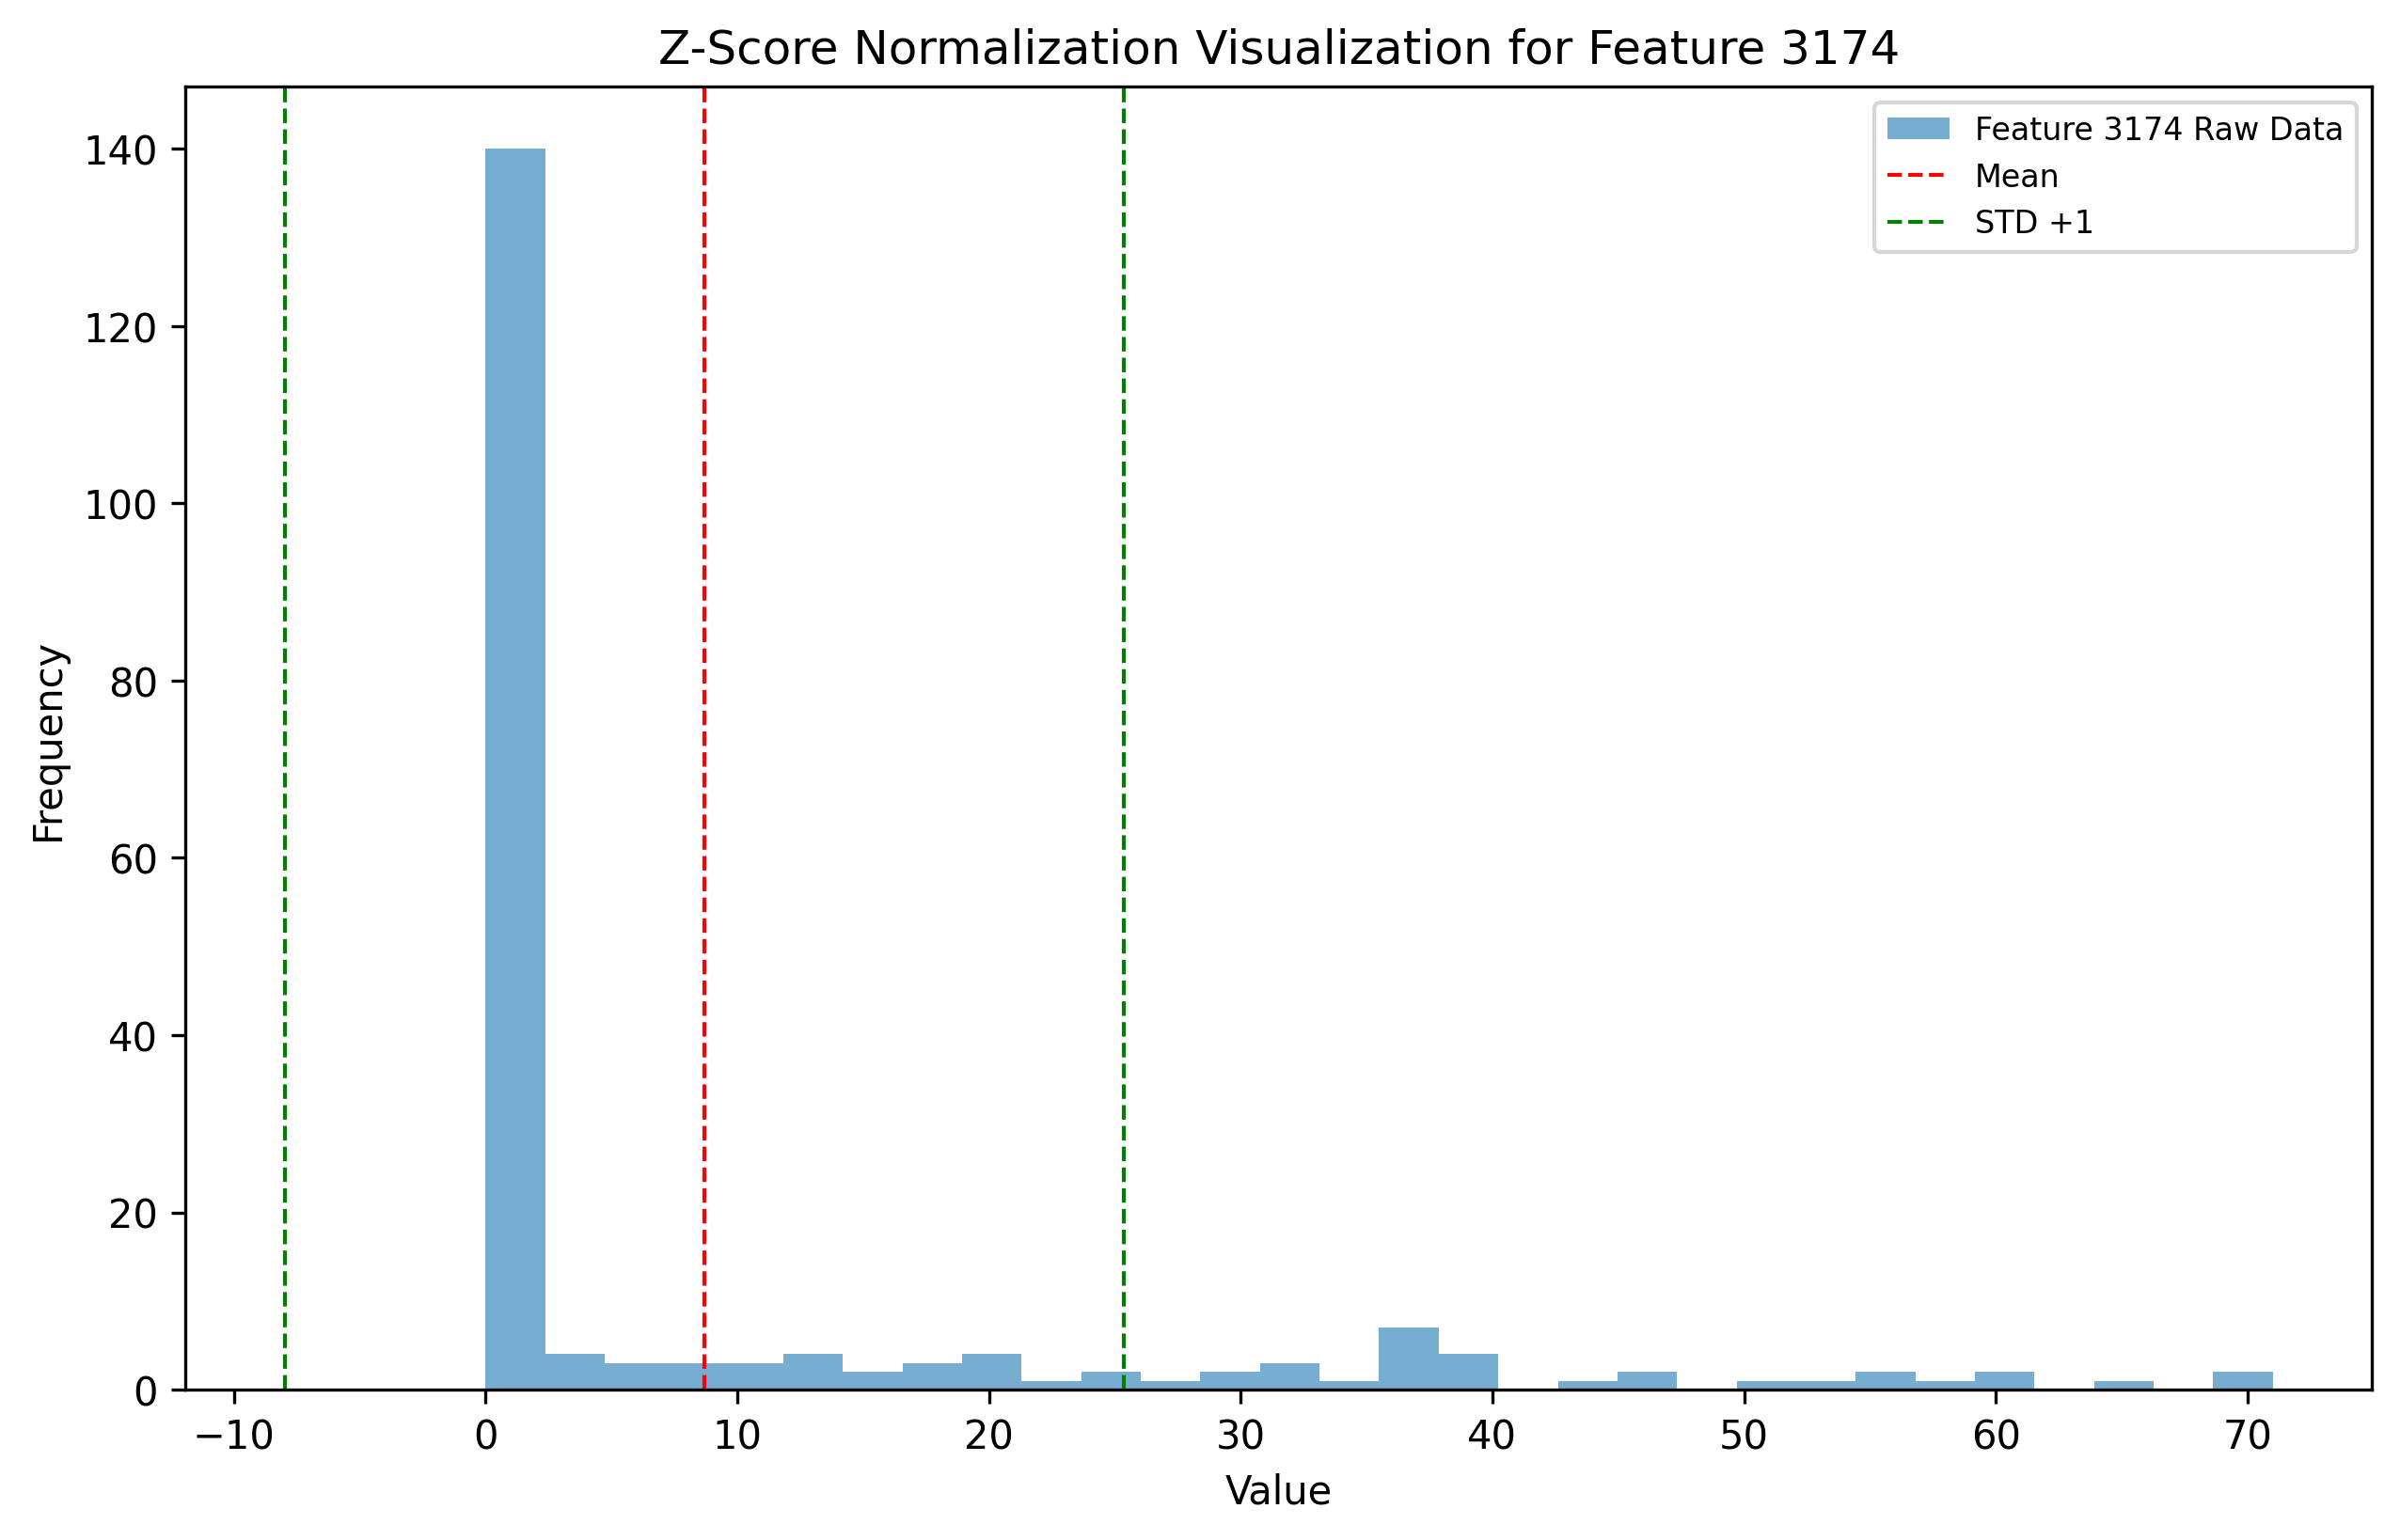 Z-Score Normalization Visualization for Feature 3174
Feature 3174 Raw Data
Mean
STD +1
140
120
100
80
60
40
20
0
Frequency
−10
0
10
20
30
40
50
60
70
Value